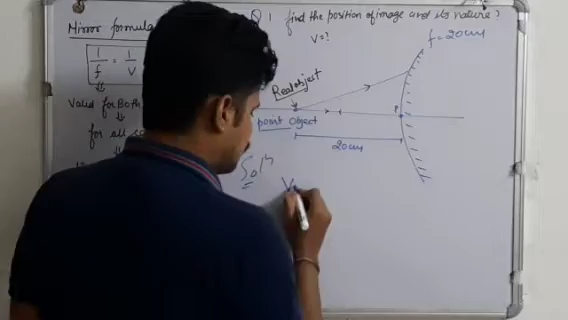 Mirror formula
1/f = 1/V
Valid for Both
for all
Q 1 find the position of image and its nature?
V=?
f=20cm
Real object
P
point object
20cm
Soln
V